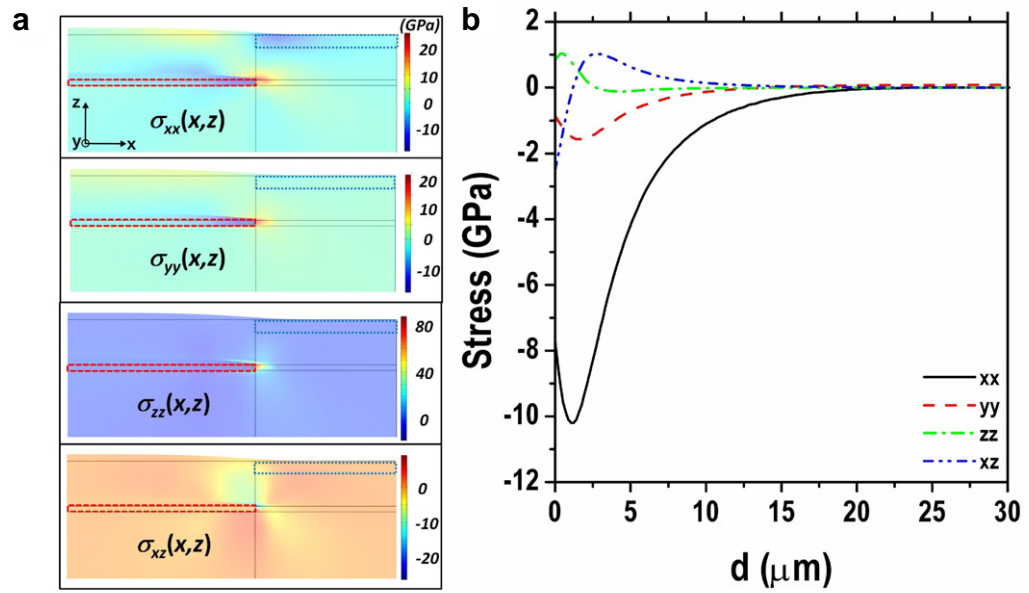 a
(GPa)
20
10
0
-10
z
y
x
σxx(x,z)
20
10
0
-10
σyy(x,z)
80
40
0
σzz(x,z)
0
-10
-20
σxz(x,z)
b
2
0
-2
-4
-6
-8
-10
-12
Stress (GPa)
xx
yy
zz
xz
0 5 10 15 20 25 30
d (μm)